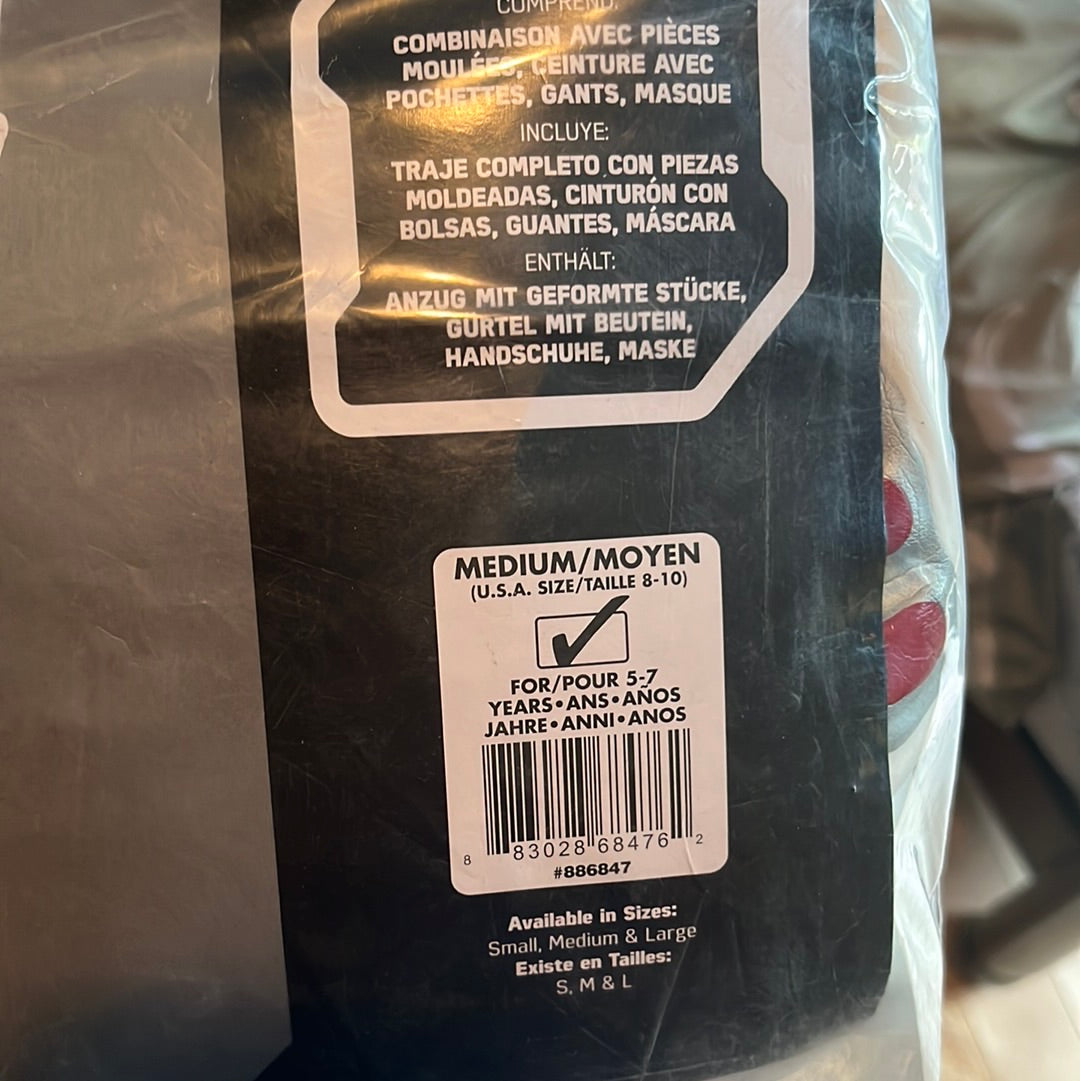 COMPREND:
COMBINAISON AVEC PIÈCES
MOULÉES, CEINTURE AVEC
POCHETTES, GANTS, MASQUE
INCLUYE:
TRAJE COMPLETO CON PIEZAS
MOLDEADAS, CINTURÓN CON
BOLSAS, GUANTES, MÁSCARA
ENTHÄLT:
ANZUG MIT GEFORMTE STÜCKE,
GÜRTEL MIT BEUTEIN,
HANDSCHUHE, MASKE
MEDIUM/MOYEN
(U.S.A. SIZE/TAILLE 8-10)
FOR/POUR 5-7
YEARS•ANS•AÑOS
JAHRE•ANNI•ANOS
8 83028 68476 2
#886847
Available in Sizes:
Small, Medium & Large
Existe en Tailles:
S, M & L